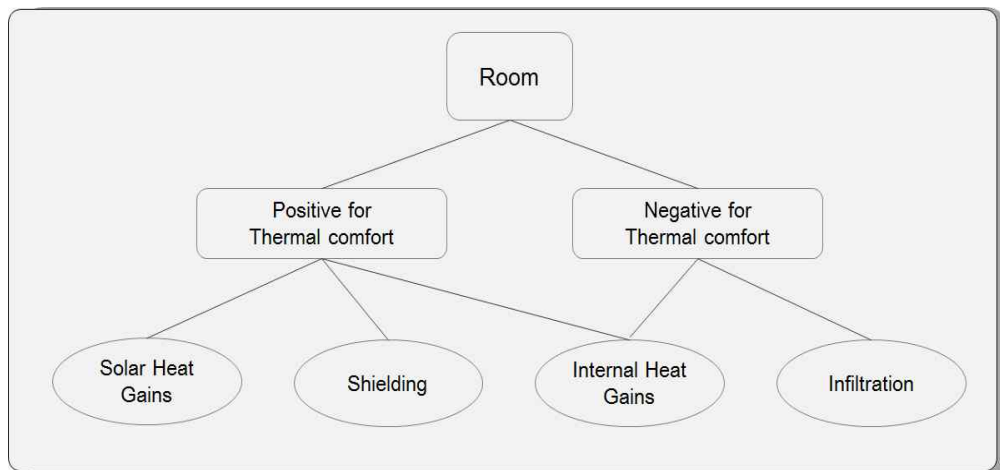 Room
Positive for
Thermal comfort
Negative for
Thermal comfort
Solar Heat
Gains
Shielding
Internal Heat
Gains
Infiltration